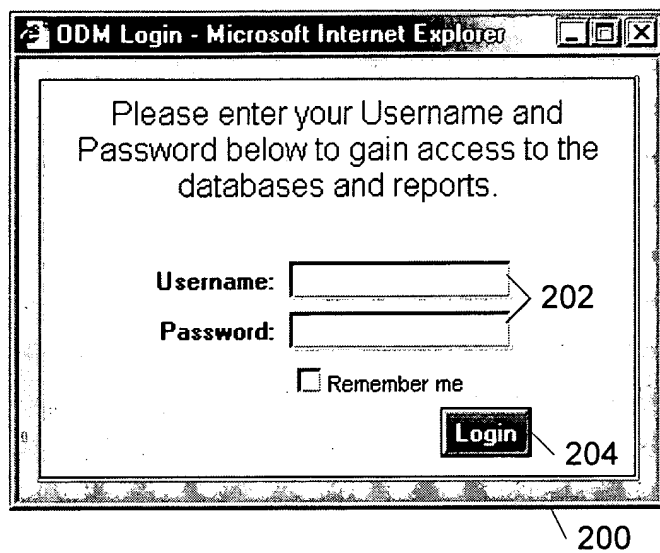 ODM Login - Microsoft Internet Explorer
Please enter your Username and
Password below to gain access to the
databases and reports.
Username:
202
Password:
Remember me
Login
204
200